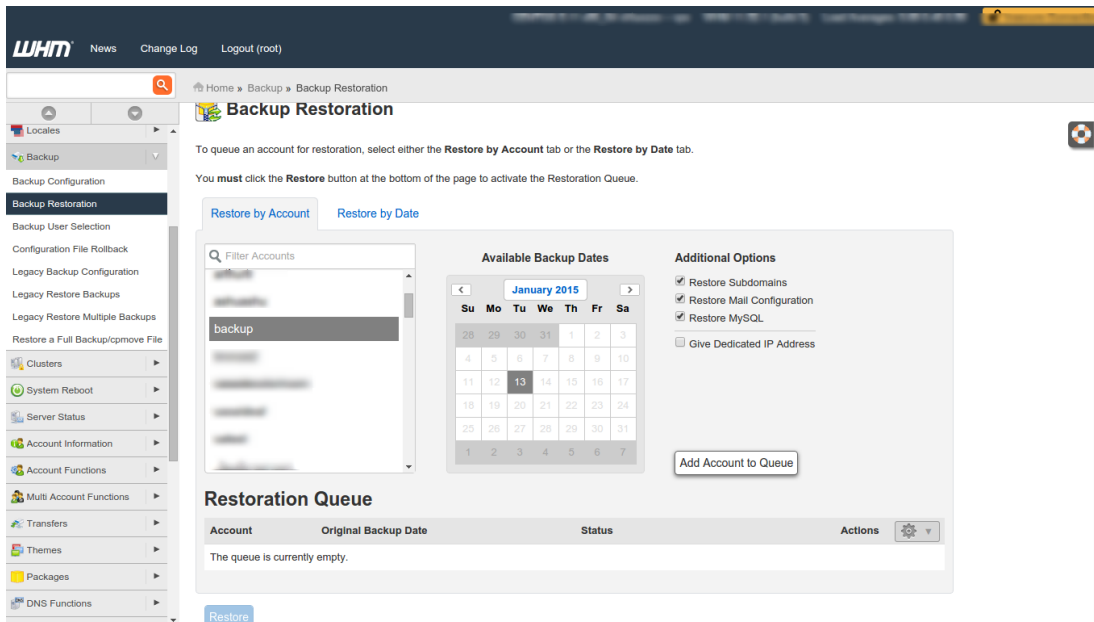 WHM
News
Change Log
Logout (root)
Home » Backup » Backup Restoration
Locales
Backup
Backup Configuration
Backup Restoration
Backup User Selection
Configuration File Rollback
Legacy Backup Configuration
Legacy Restore Backups
Legacy Restore Multiple Backups
Restore a Full Backup/cpmove File
Clusters
System Reboot
Server Status
Account Information
Account Functions
Multi Account Functions
Transfers
Themes
Packages
DNS Functions
Backup Restoration
To queue an account for restoration, select either the Restore by Account tab or the Restore by Date tab.
You must click the Restore button at the bottom of the page to activate the Restoration Queue.
Restore by Account
Restore by Date
Filter Accounts
backup
Available Backup Dates
January 2015
Su Mo Tu We Th Fr Sa
28 29 30 31 1 2 3
4 5 6 7 8 9 10
11 12 13 14 15 16 17
18 19 20 21 22 23 24
25 26 27 28 29 30 31
1 2 3 4 5 6 7
Additional Options
Restore Subdomains
Restore Mail Configuration
Restore MySQL
Give Dedicated IP Address
Add Account to Queue
Restoration Queue
Account Original Backup Date Status Actions
The queue is currently empty.
Restore